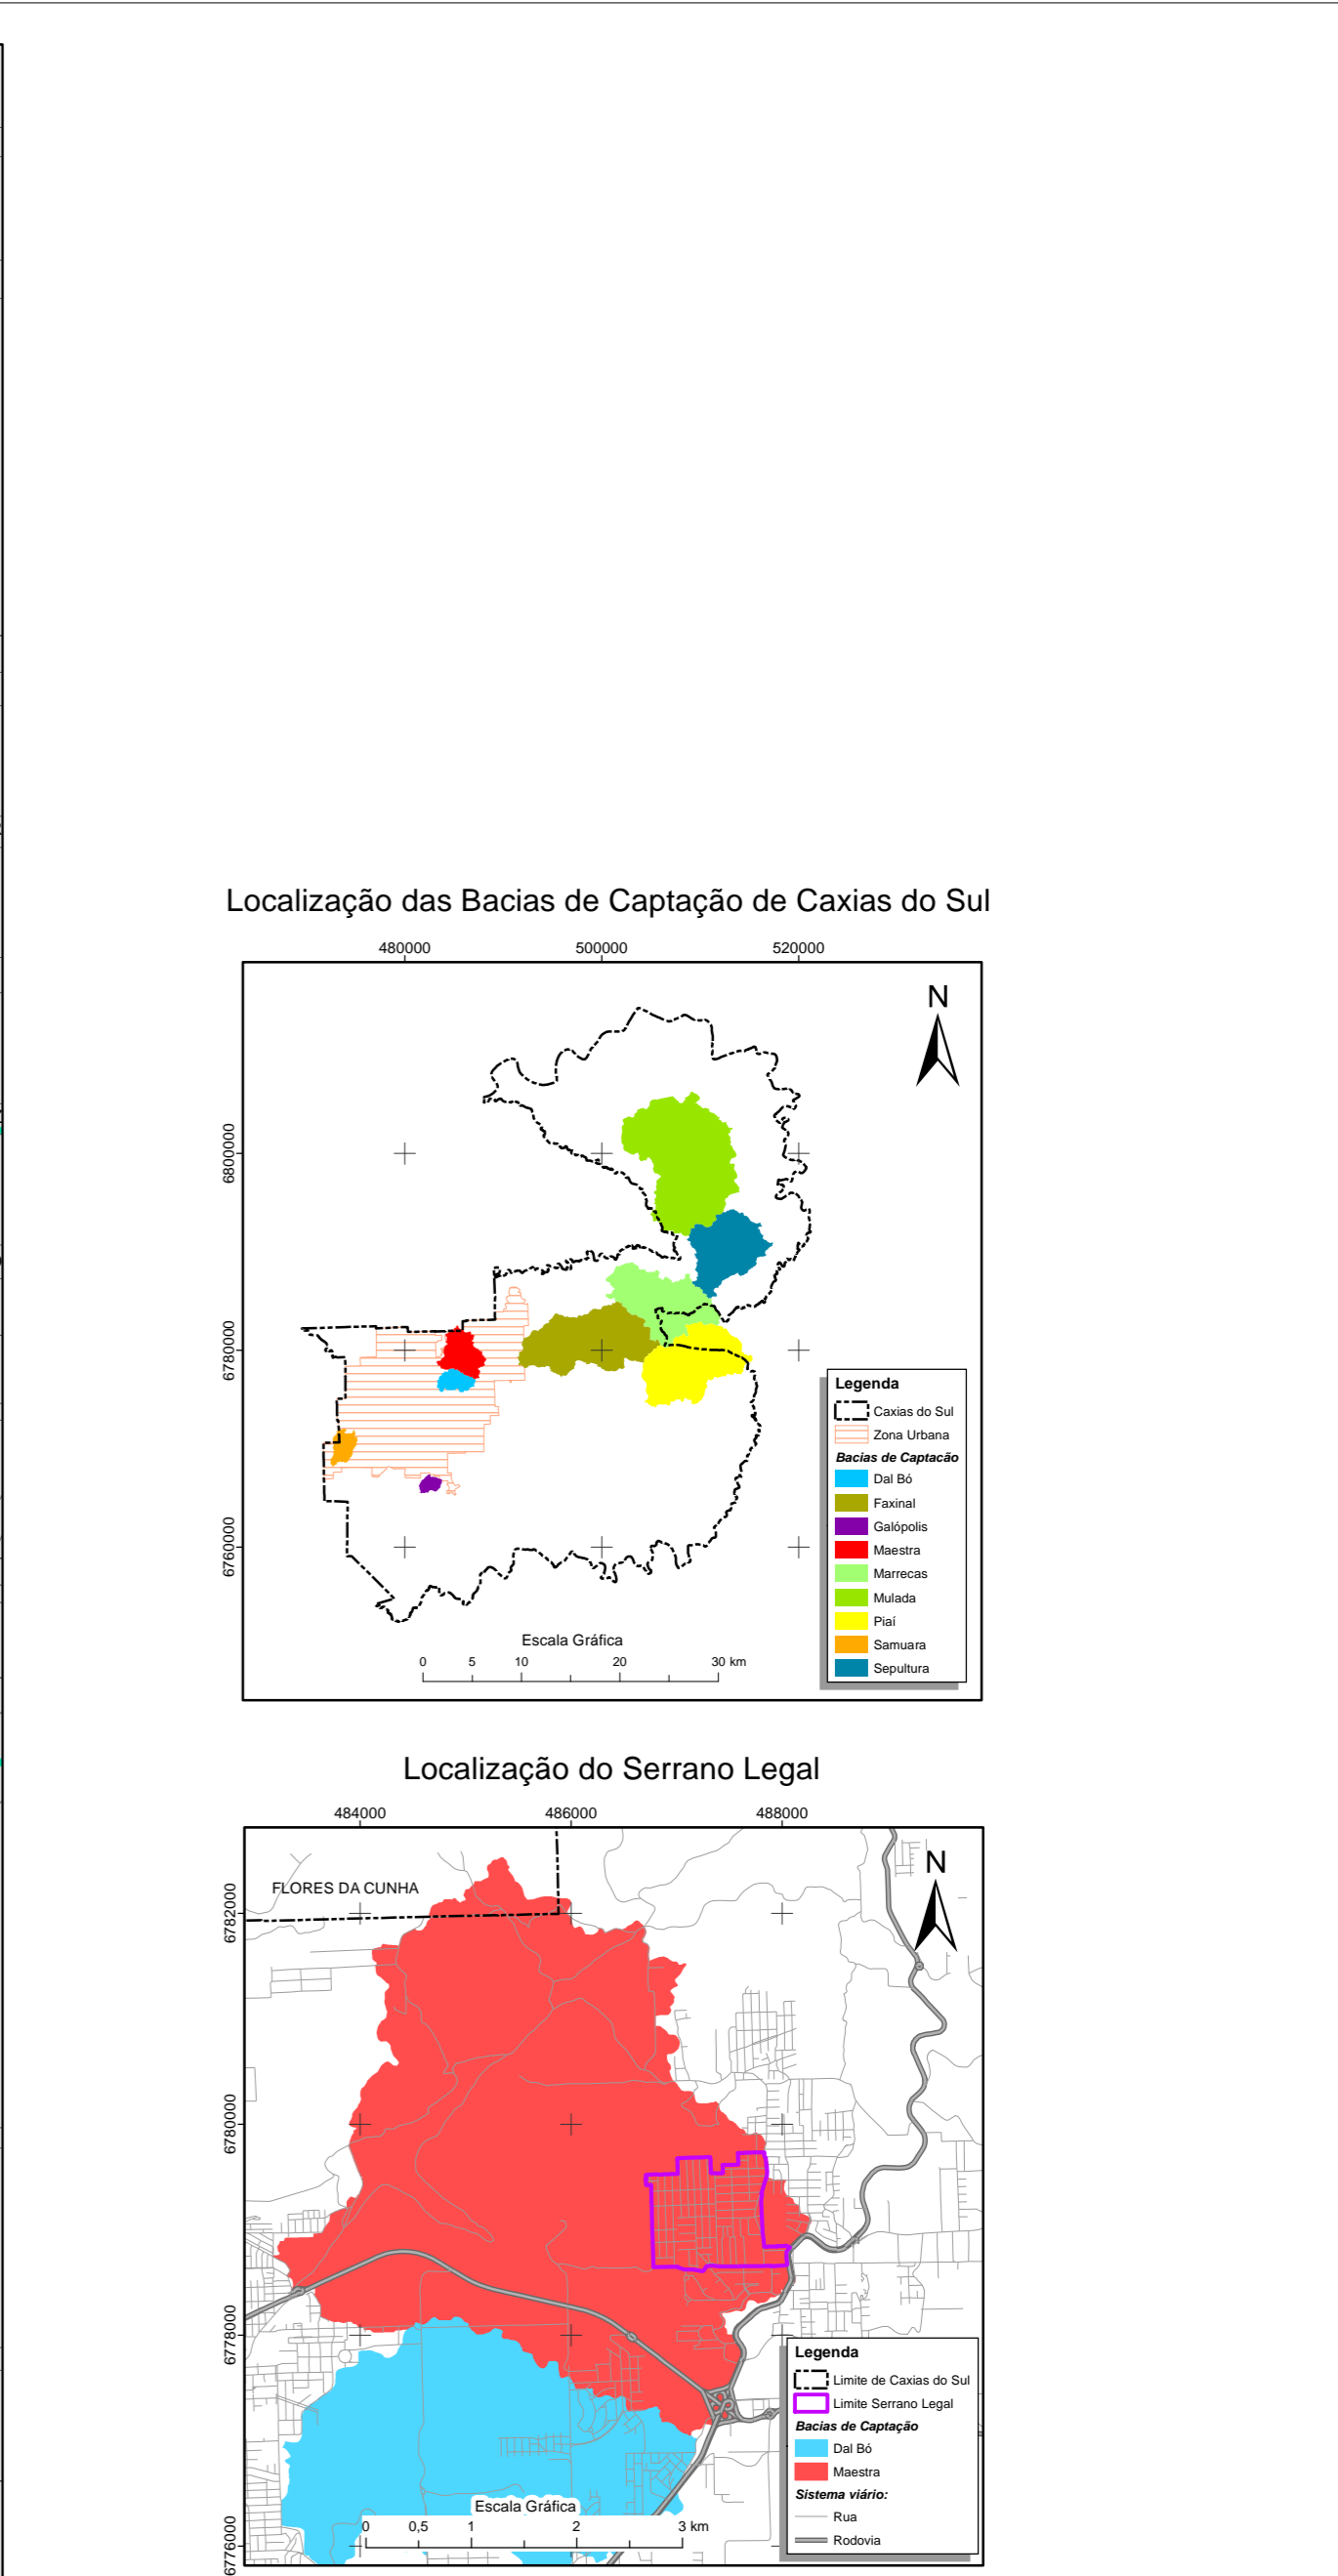 Localização das Bacias de Captação de Caxias do Sul
480000 500000 520000
N
6800000
6780000
6760000
Legenda
Caxias do Sul
Zona Urbana
Bacias de Captacão
Dal Bó
Faxinal
Galópolis
Maestra
Marrecas
Mulada
Piaí
Samuara
Sepultura
Escala Gráfica
0 5 10 20 30 km
Localização do Serrano Legal
484000 486000 488000
N
FLORES DA CUNHA
6782000
6780000
6778000
6776000
Legenda
Limite de Caxias do Sul
Limite Serrano Legal
Bacias de Captação
Dal Bó
Maestra
Sistema viário:
Rua
Rodovia
Escala Gráfica
0 0,5 1 2 3 km